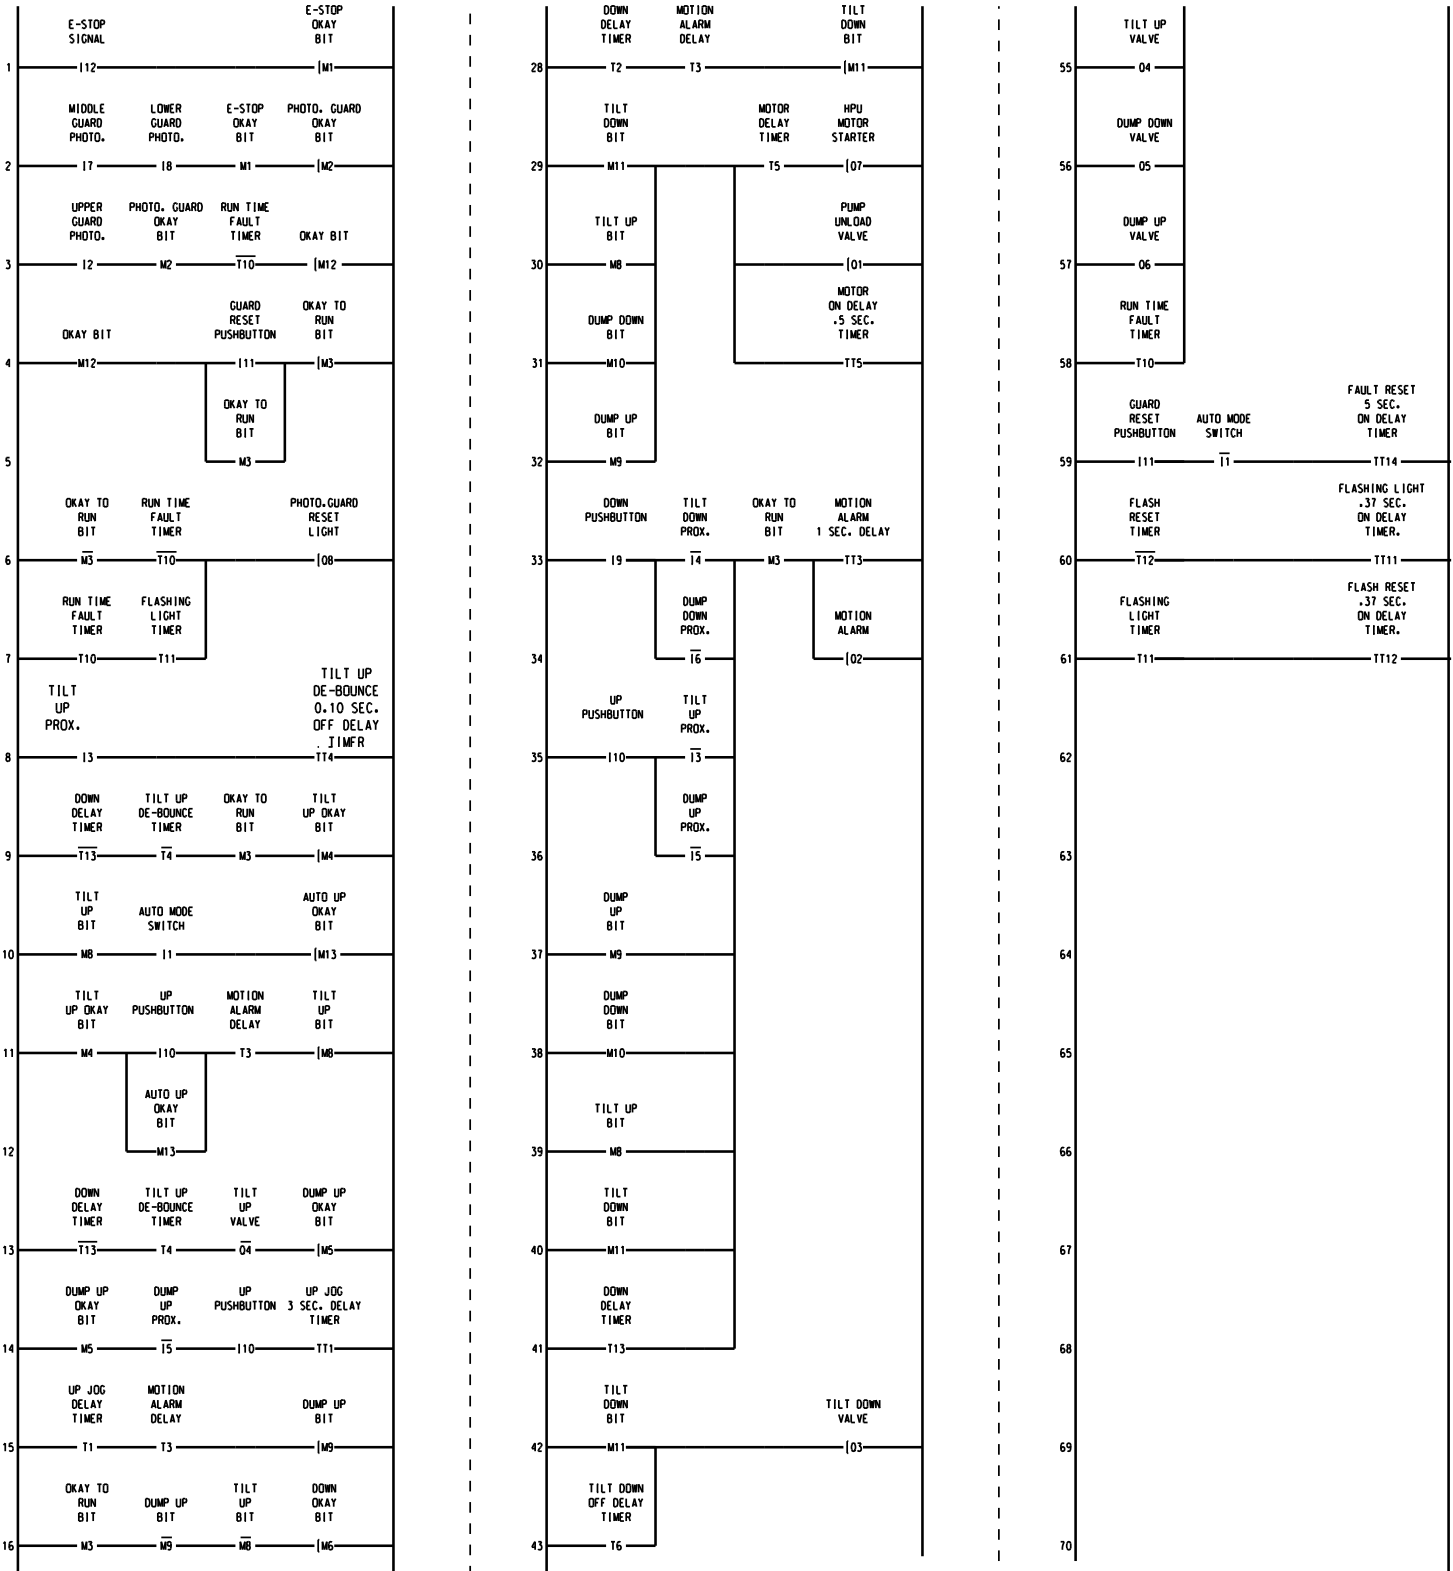 E-STOP
SIGNAL
E-STOP
OKAY
BIT
1 I12 (M1
MIDDLE
GUARD
PHOTO.
LOWER
GUARD
PHOTO.
E-STOP
OKAY
BIT
PHOTO. GUARD
OKAY
BIT
2 I7 I8 M1 (M2
UPPER
GUARD
PHOTO.
PHOTO. GUARD
OKAY
BIT
RUN TIME
FAULT
TIMER
OKAY BIT
3 I2 M2 T10 (M12
OKAY BIT
GUARD
RESET
PUSHBUTTON
OKAY TO
RUN
BIT
4 M12 I11 (M3
OKAY TO
RUN
BIT
5 M3
OKAY TO
RUN
BIT
RUN TIME
FAULT
TIMER
PHOTO.GUARD
RESET
LIGHT
6 M3 T10 (O8
RUN TIME
FAULT
TIMER
FLASHING
LIGHT
TIMER
7 T10 T11
TILT
UP
PROX.
TILT UP
DE-BOUNCE
0.10 SEC.
OFF DELAY
. TIMER
8 I3 TT4
DOWN
DELAY
TIMER
TILT UP
DE-BOUNCE
TIMER
OKAY TO
RUN
BIT
TILT
UP OKAY
BIT
9 T13 T4 M3 (M4
TILT
UP
BIT
AUTO MODE
SWITCH
AUTO UP
OKAY
BIT
10 M8 I1 (M13
TILT
UP OKAY
BIT
UP
PUSHBUTTON
MOTION
ALARM
DELAY
TILT
UP
BIT
11 M4 I10 T3 (M8
AUTO UP
OKAY
BIT
12 M13
DOWN
DELAY
TIMER
TILT UP
DE-BOUNCE
TIMER
TILT
UP
VALVE
DUMP UP
OKAY
BIT
13 T13 T4 O4 (M5
DUMP UP
OKAY
BIT
DUMP
UP
PROX.
UP
PUSHBUTTON
UP JOG
3 SEC. DELAY
TIMER
14 M5 I5 I10 TT1
UP JOG
DELAY
TIMER
MOTION
ALARM
DELAY
DUMP UP
BIT
15 T1 T3 (M9
OKAY TO
RUN
BIT
DUMP UP
BIT
TILT
UP
BIT
DOWN
OKAY
BIT
16 M3 M9 M8 (M6
DOWN
DELAY
TIMER
MOTION
ALARM
DELAY
TILT
DOWN
BIT
28 T2 T3 (M11
TILT
DOWN
BIT
MOTOR
DELAY
TIMER
HPU
MOTOR
STARTER
29 M11 T5 (O7
TILT UP
BIT
PUMP
UNLOAD
VALVE
30 M8 (O1
DUMP DOWN
BIT
MOTOR
ON DELAY
.5 SEC.
TIMER
31 M10 TT5
DUMP UP
BIT
32 M9
DOWN
PUSHBUTTON
TILT
DOWN
PROX.
OKAY TO
RUN
BIT
MOTION
ALARM
1 SEC. DELAY
33 I9 I4 M3 TT3
DUMP
DOWN
PROX.
MOTION
ALARM
34 I6 (O2
UP
PUSHBUTTON
TILT
UP
PROX.
35 I10 I3
DUMP
UP
PROX.
36 I5
DUMP
UP
BIT
37 M9
DUMP
DOWN
BIT
38 M10
TILT UP
BIT
39 M8
TILT
DOWN
BIT
40 M11
DOWN
DELAY
TIMER
41 T13
TILT
DOWN
BIT
TILT DOWN
VALVE
42 M11 (O3
TILT DOWN
OFF DELAY
TIMER
43 T6
TILT UP
VALVE
55 O4
DUMP DOWN
VALVE
56 O5
DUMP UP
VALVE
57 O6
RUN TIME
FAULT
TIMER
58 T10
GUARD
RESET
PUSHBUTTON
AUTO MODE
SWITCH
FAULT RESET
5 SEC.
ON DELAY
TIMER
59 I11 I1 TT14
FLASH
RESET
TIMER
FLASHING LIGHT
.37 SEC.
ON DELAY
TIMER.
60 T12 TT11
FLASHING
LIGHT
TIMER
FLASH RESET
.37 SEC.
ON DELAY
TIMER.
61 T11 TT12
62
63
64
65
66
67
68
69
70